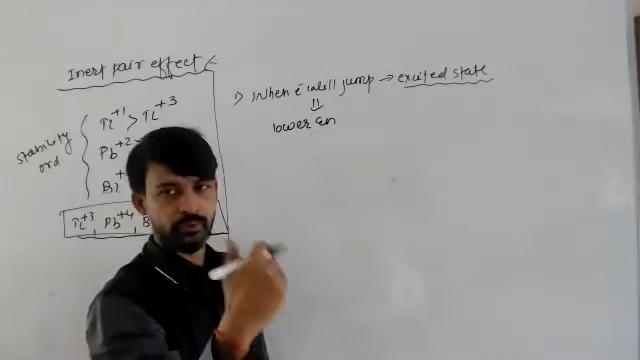 Inert pair effect
Stability
ord
Tl+1 > Tl+3
Pb+2 >
Bi+
Tl+3, Pb+4, B
1) When e- will jump → excited state
⇓
lower En